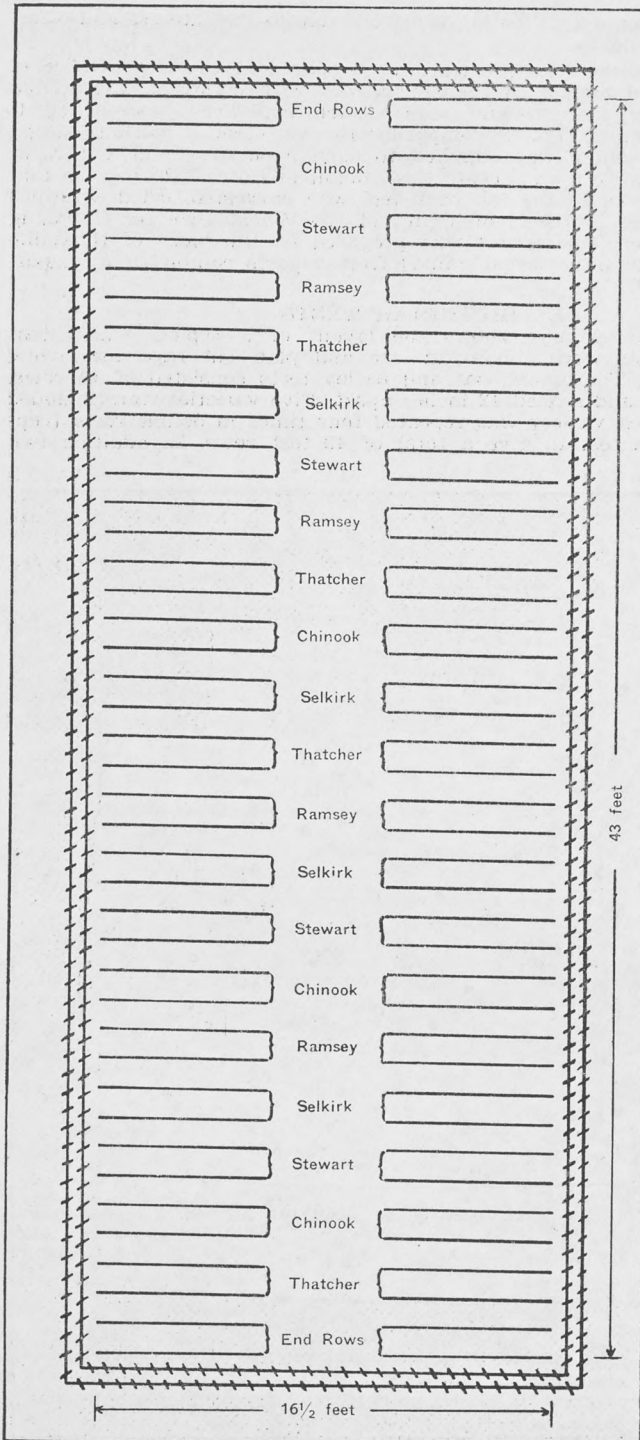 End Rows
Chinook
Stewart
Ramsey
Thatcher
Selkirk
Stewart
Ramsey
Thatcher
Chinook
Selkirk
Thatcher
Ramsey
Selkirk
Stewart
Chinook
Ramsey
Selkirk
Stewart
Chinook
Thatcher
End Rows
43 feet
16½ feet